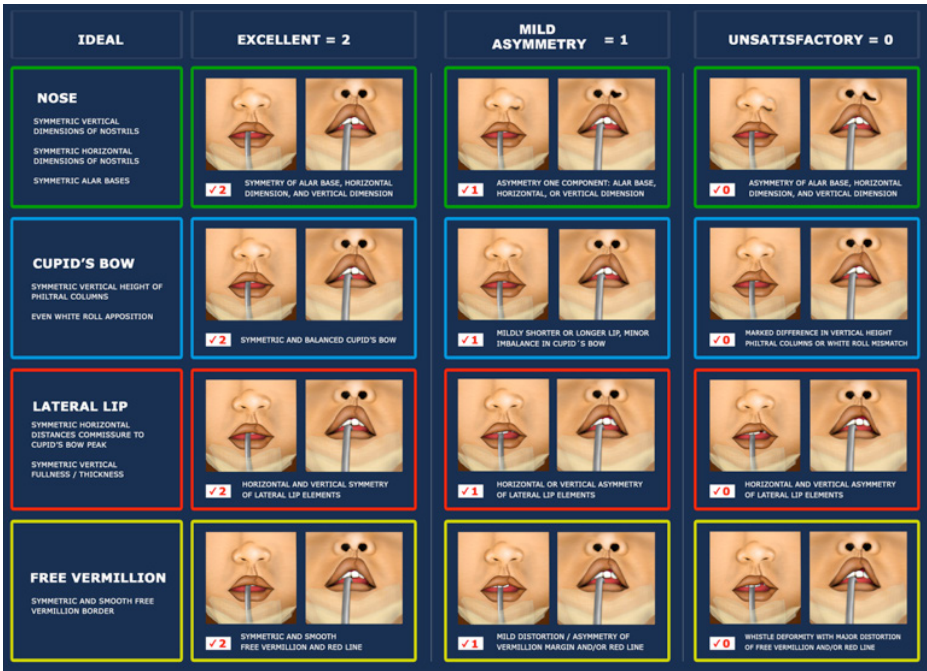 IDEAL
EXCELLENT = 2
MILD
ASYMMETRY = 1
UNSATISFACTORY = 0
NOSE
SYMMETRIC VERTICAL
DIMENSIONS OF NOSTRILS
SYMMETRIC HORIZONTAL
DIMENSIONS OF NOSTRILS
SYMMETRIC ALAR BASES
✓2
SYMMETRY OF ALAR BASE, HORIZONTAL
DIMENSION, AND VERTICAL DIMENSION
✓1
ASYMMETRY ONE COMPONENT: ALAR BASE,
HORIZONTAL, OR VERTICAL DIMENSION
✓0
ASYMMETRY OF ALAR BASE, HORIZONTAL
DIMENSION, AND VERTICAL DIMENSION
CUPID'S BOW
SYMMETRIC VERTICAL HEIGHT OF
PHILTRAL COLUMNS
EVEN WHITE ROLL APPOSITION
✓2
SYMMETRIC AND BALANCED CUPID'S BOW
✓1
MILDLY SHORTER OR LONGER LIP, MINOR
IMBALANCE IN CUPID´S BOW
✓0
MARKED DIFFERENCE IN VERTICAL HEIGHT
PHILTRAL COLUMNS OR WHITE ROLL MISMATCH
LATERAL LIP
SYMMETRIC HORIZONTAL
DISTANCES COMMISSURE TO
CUPID'S BOW PEAK
SYMMETRIC VERTICAL
FULLNESS / THICKNESS
✓2
HORIZONTAL AND VERTICAL SYMMETRY
OF LATERAL LIP ELEMENTS
✓1
HORIZONTAL OR VERTICAL ASYMMETRY
OF LATERAL LIP ELEMENTS
✓0
HORIZONTAL AND VERTICAL ASYMMETRY
OF LATERAL LIP ELEMENTS
FREE VERMILLION
SYMMETRIC AND SMOOTH FREE
VERMILLION BORDER
✓2
SYMMETRIC AND SMOOTH
FREE VERMILLION AND RED LINE
✓1
MILD DISTORTION / ASYMMETRY OF
VERMILLION MARGIN AND/OR RED LINE
✓0
WHISTLE DEFORMITY WITH MAJOR DISTORTION
OF FREE VERMILLION AND/OR RED LINE